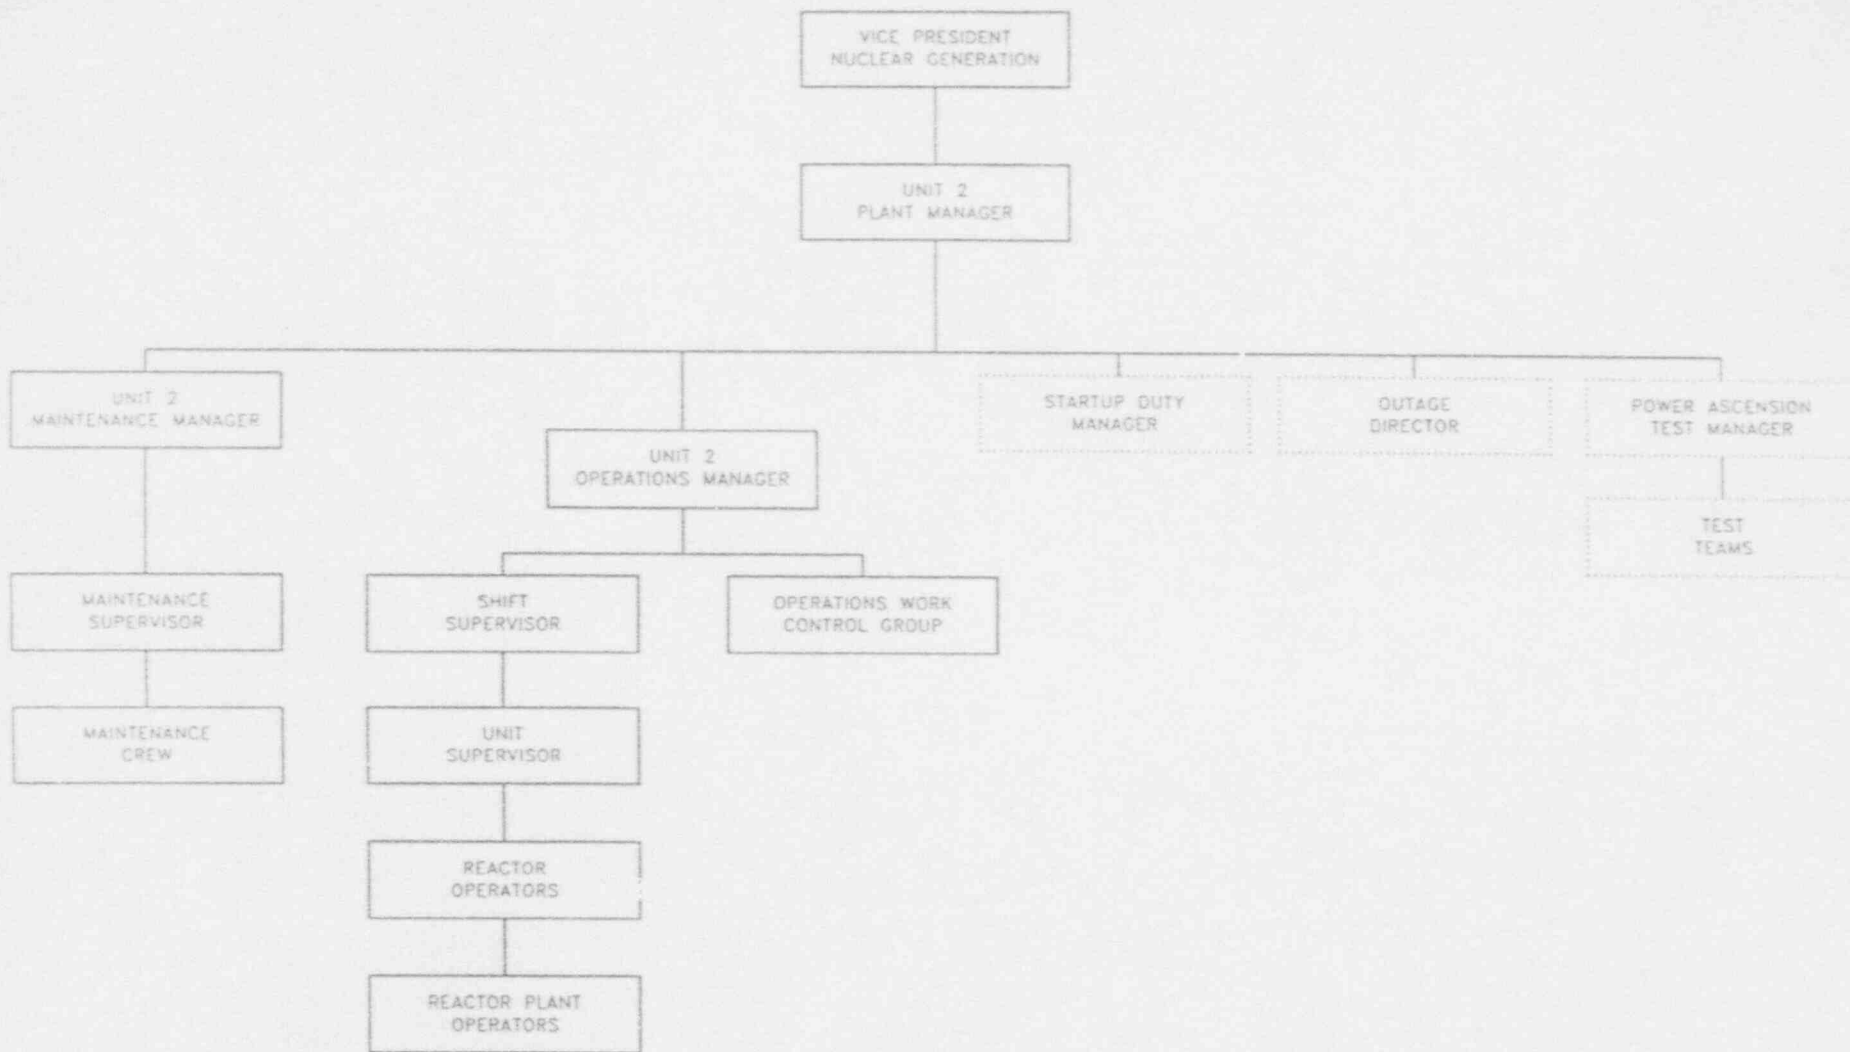 VICE PRESIDENT
NUCLEAR GENERATION
UNIT 2
PLANT MANAGER
UNIT 2
MAINTENANCE MANAGER
UNIT 2
OPERATIONS MANAGER
STARTUP DUTY
MANAGER
OUTAGE
DIRECTOR
POWER ASCENSION
TEST MANAGER
TEST
TEAMS
MAINTENANCE
SUPERVISOR
SHIFT
SUPERVISOR
OPERATIONS WORK
CONTROL GROUP
MAINTENANCE
CREW
UNIT
SUPERVISOR
REACTOR
OPERATORS
REACTOR PLANT
OPERATORS